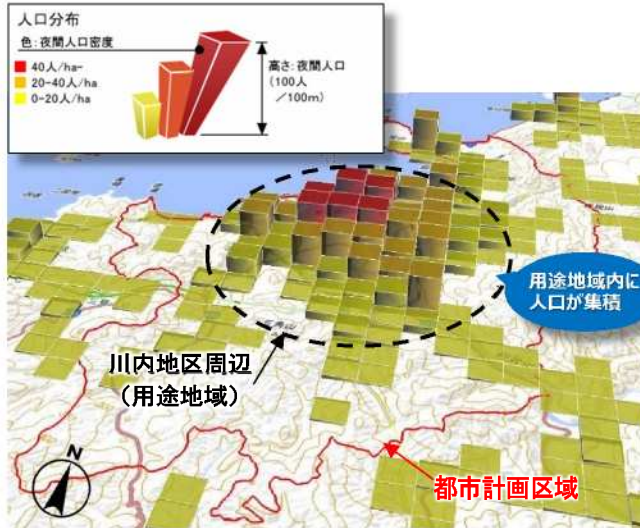 人口分布
色:夜間人口密度
40人/ha-
20-40人/ha
0-20人/ha
高さ:夜間人口
(100人
/100m)
用途地域内に
人口が集積
川内地区周辺
(用途地域)
都市計画区域
N